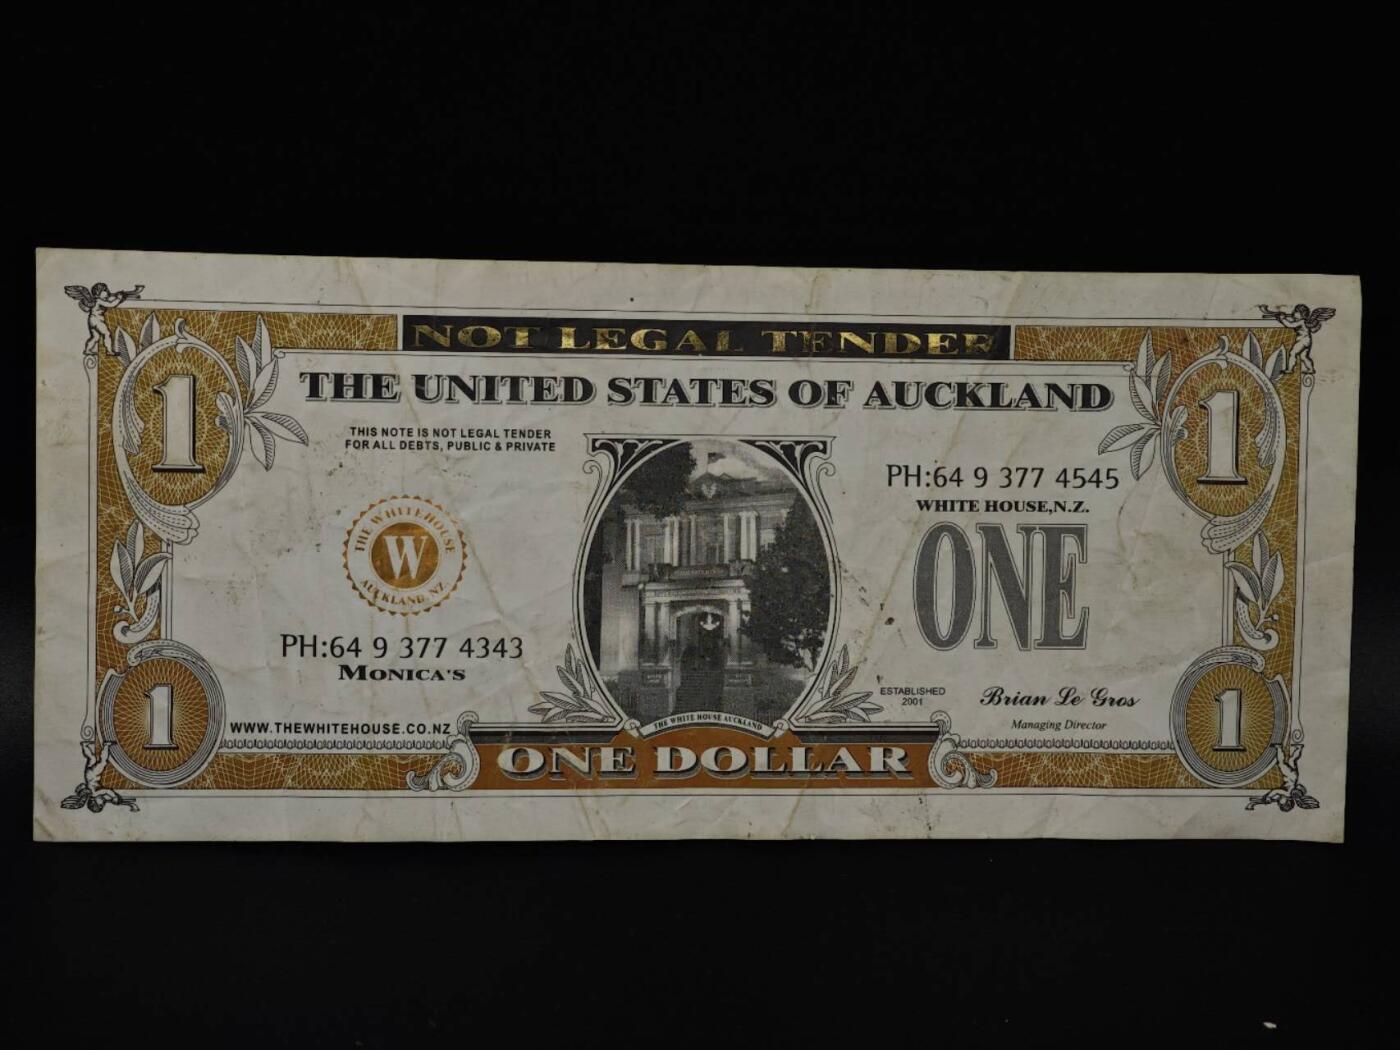 NOT LEGAL TENDER
THE UNITED STATES OF AUCKLAND
1
1
THIS NOTE IS NOT LEGAL TENDER
FOR ALL DEBTS, PUBLIC & PRIVATE
PH:64 9 377 4545
WHITE HOUSE,N.Z.
ONE
THE WHITEHOUSE
W
AUCKLAND, NZ.
PH:64 9 377 4343
MONICA'S
ESTABLISHED
2001
Brian Le Gros
Managing Director
1
1
WWW.THEWHITEHOUSE.CO.NZ
THE WHITE HOUSE AUCKLAND
ONE DOLLAR